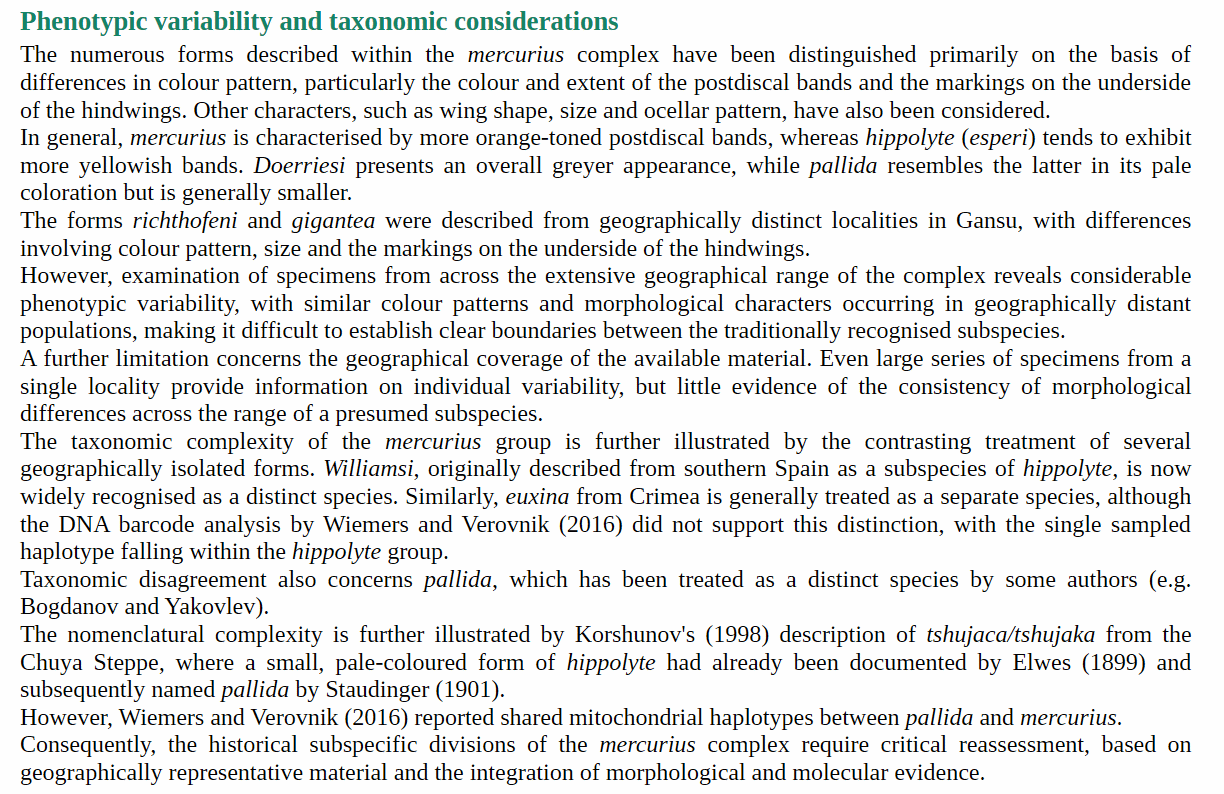 Phenotypic variability and taxonomic considerations
The numerous forms described within the mercurius complex have been distinguished primarily on the basis of
differences in colour pattern, particularly the colour and extent of the postdiscal bands and the markings on the underside
of the hindwings. Other characters, such as wing shape, size and ocellar pattern, have also been considered.
In general, mercurius is characterised by more orange-toned postdiscal bands, whereas hippolyte (esperi) tends to exhibit
more yellowish bands. Doerriesi presents an overall greyer appearance, while pallida resembles the latter in its pale
coloration but is generally smaller.
The forms richthofeni and gigantea were described from geographically distinct localities in Gansu, with differences
involving colour pattern, size and the markings on the underside of the hindwings.
However, examination of specimens from across the extensive geographical range of the complex reveals considerable
phenotypic variability, with similar colour patterns and morphological characters occurring in geographically distant
populations, making it difficult to establish clear boundaries between the traditionally recognised subspecies.
A further limitation concerns the geographical coverage of the available material. Even large series of specimens from a
single locality provide information on individual variability, but little evidence of the consistency of morphological
differences across the range of a presumed subspecies.
The taxonomic complexity of the mercurius group is further illustrated by the contrasting treatment of several
geographically isolated forms. Williamsi, originally described from southern Spain as a subspecies of hippolyte, is now
widely recognised as a distinct species. Similarly, euxina from Crimea is generally treated as a separate species, although
the DNA barcode analysis by Wiemers and Verovnik (2016) did not support this distinction, with the single sampled
haplotype falling within the hippolyte group.
Taxonomic disagreement also concerns pallida, which has been treated as a distinct species by some authors (e.g.
Bogdanov and Yakovlev).
The nomenclatural complexity is further illustrated by Korshunov's (1998) description of tshujaca/tshujaka from the
Chuya Steppe, where a small, pale-coloured form of hippolyte had already been documented by Elwes (1899) and
subsequently named pallida by Staudinger (1901).
However, Wiemers and Verovnik (2016) reported shared mitochondrial haplotypes between pallida and mercurius.
Consequently, the historical subspecific divisions of the mercurius complex require critical reassessment, based on
geographically representative material and the integration of morphological and molecular evidence.